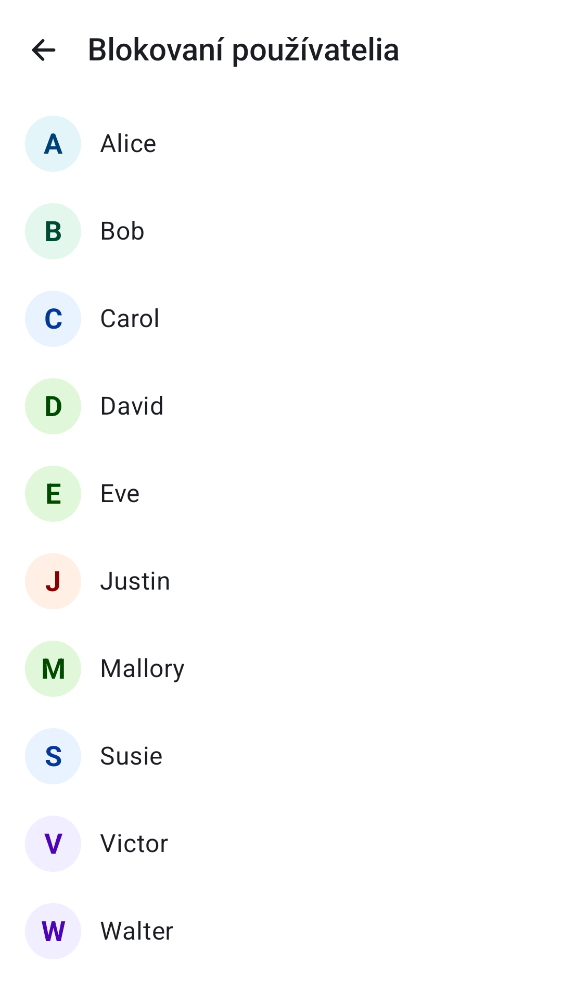 Blokovaní používatelia
A Alice
B Bob
C Carol
D David
E Eve
J Justin
M Mallory
S Susie
V Victor
W Walter